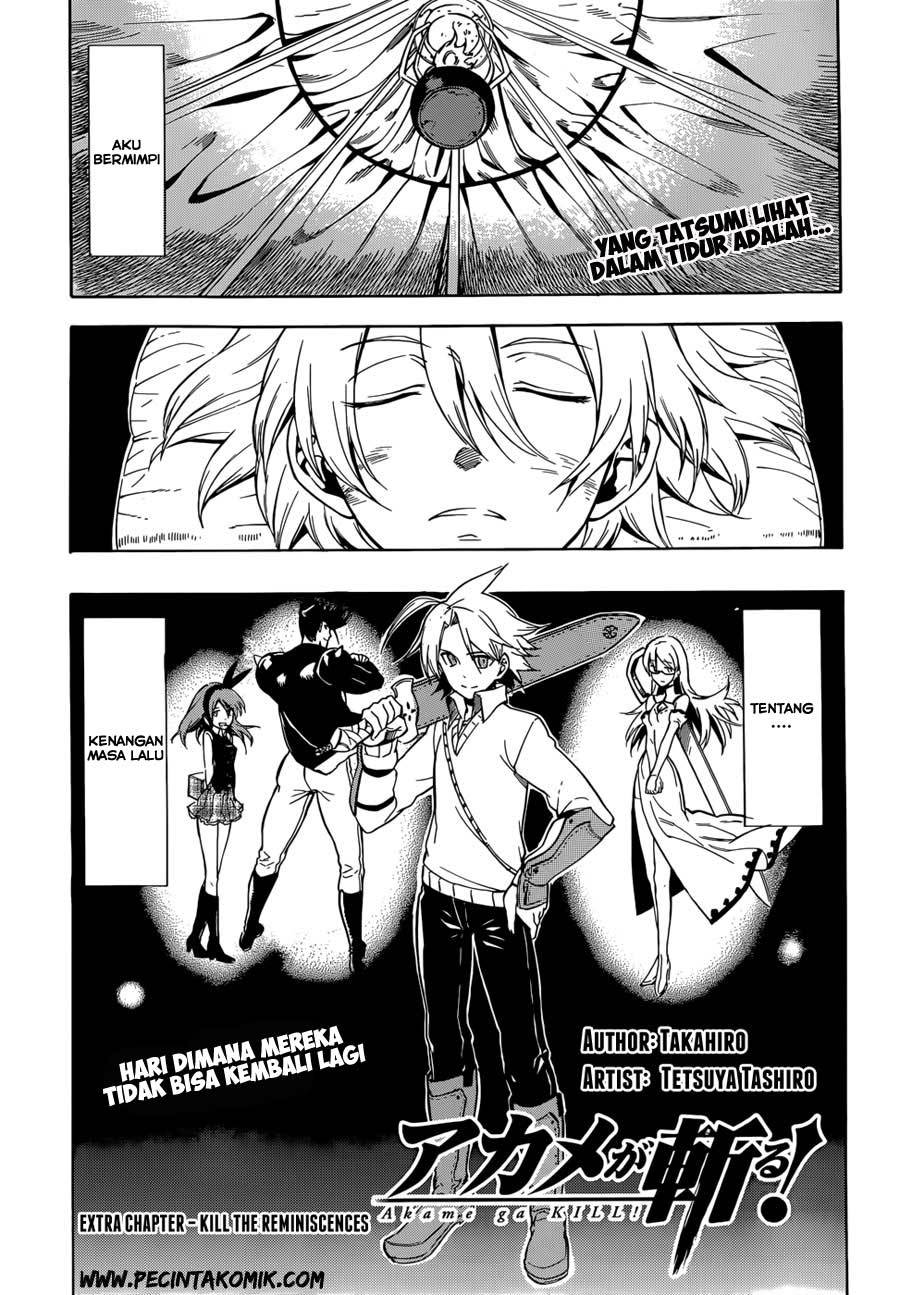 AKU
BERMIMPI
YANG TATSUMI LIHAT
DALAM TIDUR ADALAH...
TENTANG
....
KENANGAN
MASA LALU
HARI DIMANA MEREKA
TIDAK BISA KEMBALI LAGI
AUTHOR: TAKAHIRO
ARTIST: TETSUYA TASHIRO
アカメが斬る!
Akame ga KILL!
EXTRA CHAPTER – KILL THE REMINISCENCES
WWW.PECINTAKOMIK.COM